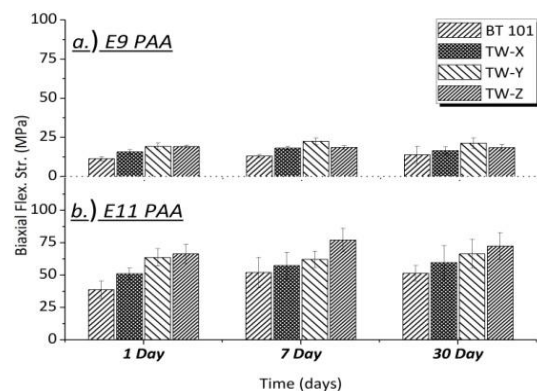 100
a.) E9 PAA
75
50
25
0
BT 101
TW-X
TW-Y
TW-Z
Biaxial Flex. Str. (MPa)
b.) E11 PAA
75
50
25
0
1 Day
7 Day
30 Day
Time (days)